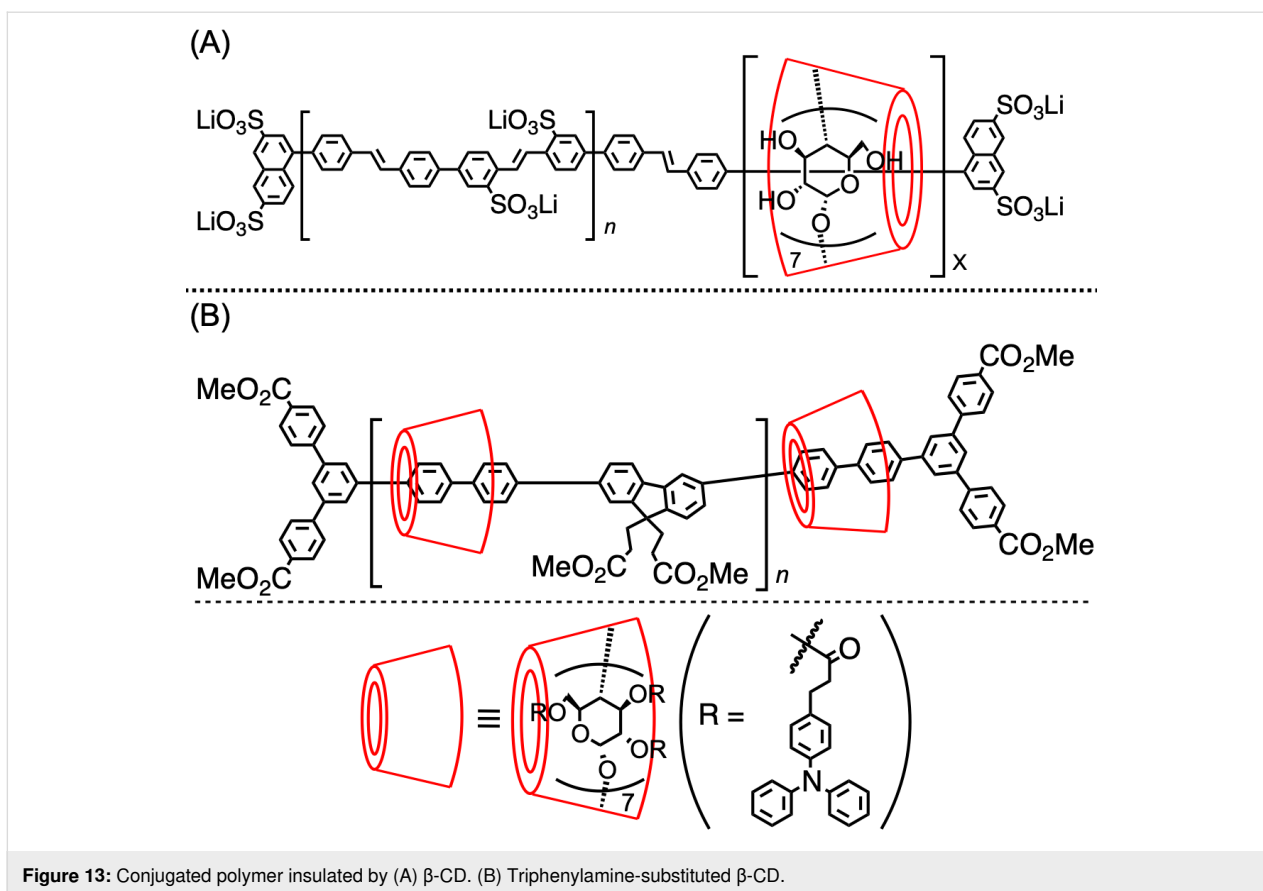 (A)
LiO₃S
LiO₃S
SO₃Li
HO
OH
SO₃Li
LiO₃S
SO₃Li
n
HO
O
O
7
SO₃Li
X
(B)
MeO₂C
CO₂Me
MeO₂C
MeO₂C
CO₂Me
n
CO₂Me
≡
RO
OR
O
OR
O
7
R =
O
N
Figure 13: Conjugated polymer insulated by (A) β-CD. (B) Triphenylamine-substituted β-CD.